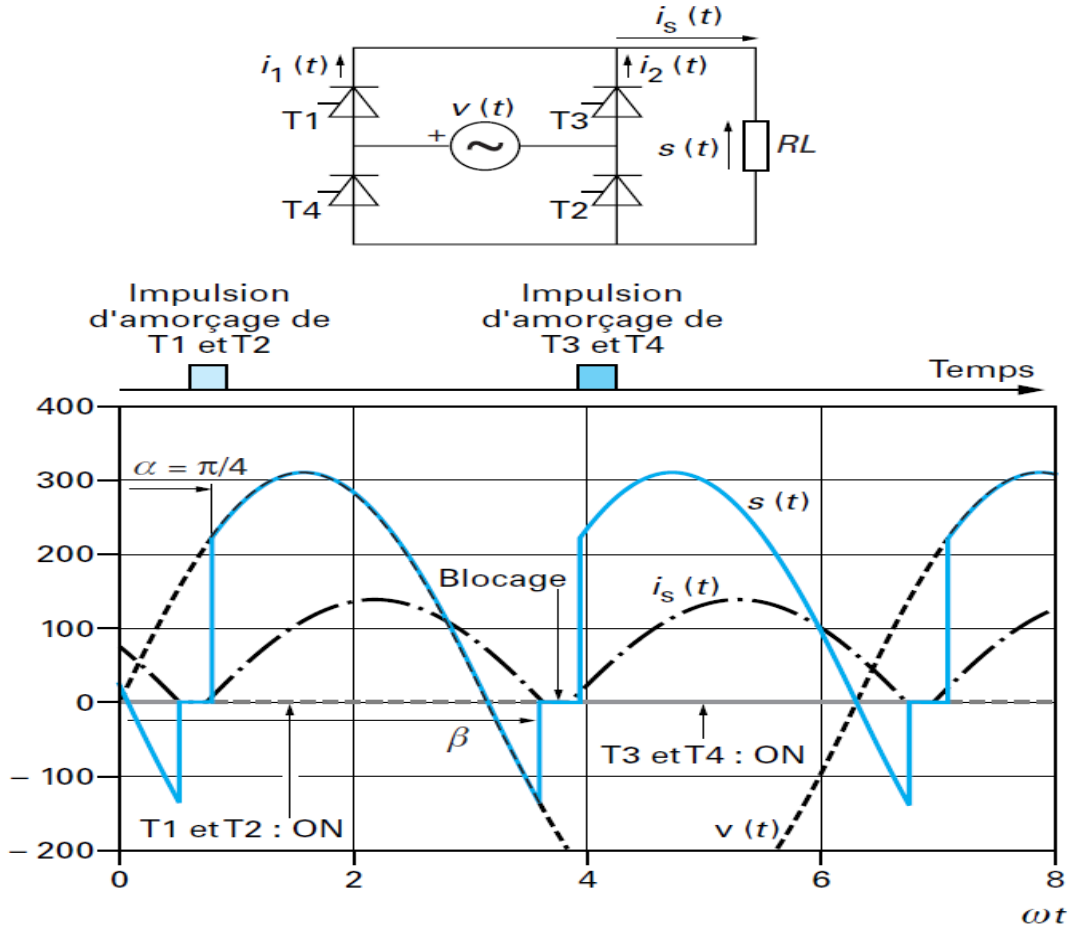 i_s (t)
i_1 (t)
i_2 (t)
T1
v (t)
T3
+
s (t)
RL
T4
T2
Impulsion
d'amorçage de
T1 et T2
Impulsion
d'amorçage de
T3 et T4
Temps
400
300
200
100
0
– 100
– 200
α = π/4
s (t)
Blocage
i_s (t)
β
T3 et T4 : ON
T1 et T2 : ON
v (t)
0
2
4
6
8
ωt